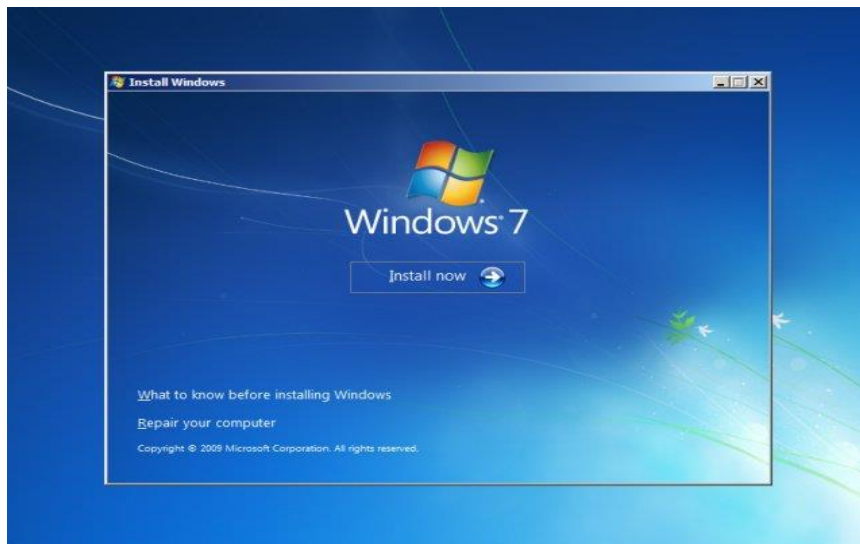 Install Windows
Windows 7
Install now
What to know before installing Windows
Repair your computer
Copyright © 2009 Microsoft Corporation. All rights reserved.